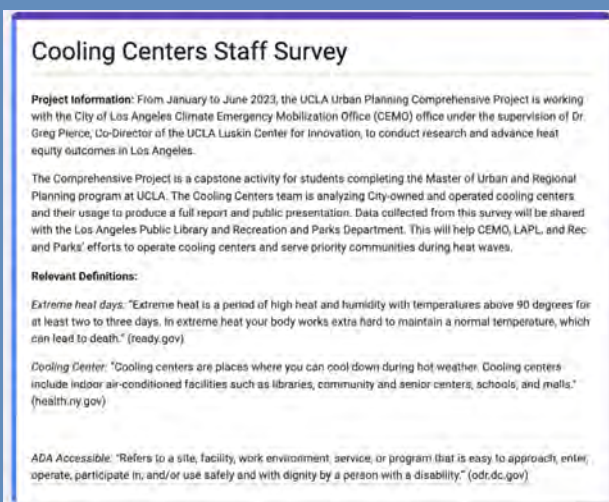 Cooling Centers Staff Survey
Project Information: From January to June 2023, the UCLA Urban Planning Comprehensive Project is working
with the City of Los Angeles Climate Emergency Mobilization Office (CEMO) office under the supervision of Dr.
Greg Pierce, Co-Director of the UCLA Luskin Center for Innovation, to conduct research and advance heat
equity outcomes in Los Angeles.
The Comprehensive Project is a capstone activity for students completing the Master of Urban and Regional
Planning program at UCLA. The Cooling Centers team is analyzing City-owned and operated cooling centers
and their usage to produce a full report and public presentation. Data collected from this survey will be shared
with the Los Angeles Public Library and Recreation and Parks Department. This will help CEMO, LAPL, and Rec
and Parks' efforts to operate cooling centers and serve priority communities during heat waves.
Relevant Definitions:
Extreme heat days: "Extreme heat is a period of high heat and humidity with temperatures above 90 degrees for
at least two to three days. In extreme heat your body works extra hard to maintain a normal temperature, which
can lead to death." (ready.gov)
Cooling Center: "Cooling centers are places where you can cool down during hot weather. Cooling centers
include indoor air-conditioned facilities such as libraries, community and senior centers, schools, and malls."
(health.ny.gov)
ADA Accessible: "Refers to a site, facility, work environment, service, or program that is easy to approach, enter,
operate, participate in, and/or use safely and with dignity by a person with a disability." (odr.dc.gov)